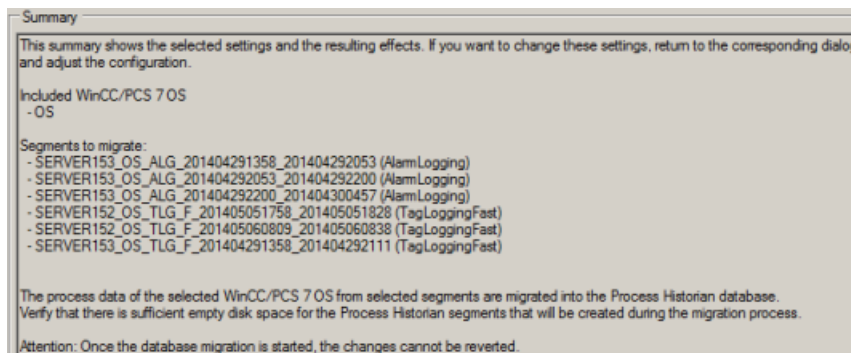 Summary
This summary shows the selected settings and the resulting effects. If you want to change these settings, return to the corresponding dialo
and adjust the configuration.
Included WinCC/PCS 7 OS
- OS
Segments to migrate:
- SERVER153_OS_ALG_201404291358_201404292053 (AlarmLogging)
- SERVER153_OS_ALG_201404292053_201404292200 (AlarmLogging)
- SERVER153_OS_ALG_201404292200_201404300457 (AlarmLogging)
- SERVER152_OS_TLG_F_201405051758_201405051828 (TagLoggingFast)
- SERVER152_OS_TLG_F_201405060809_201405060838 (TagLoggingFast)
- SERVER153_OS_TLG_F_201404291358_201404292111 (TagLoggingFast)
The process data of the selected WinCC/PCS 7 OS from selected segments are migrated into the Process Historian database.
Verify that there is sufficient empty disk space for the Process Historian segments that will be created during the migration process.
Attention: Once the database migration is started, the changes cannot be reverted.